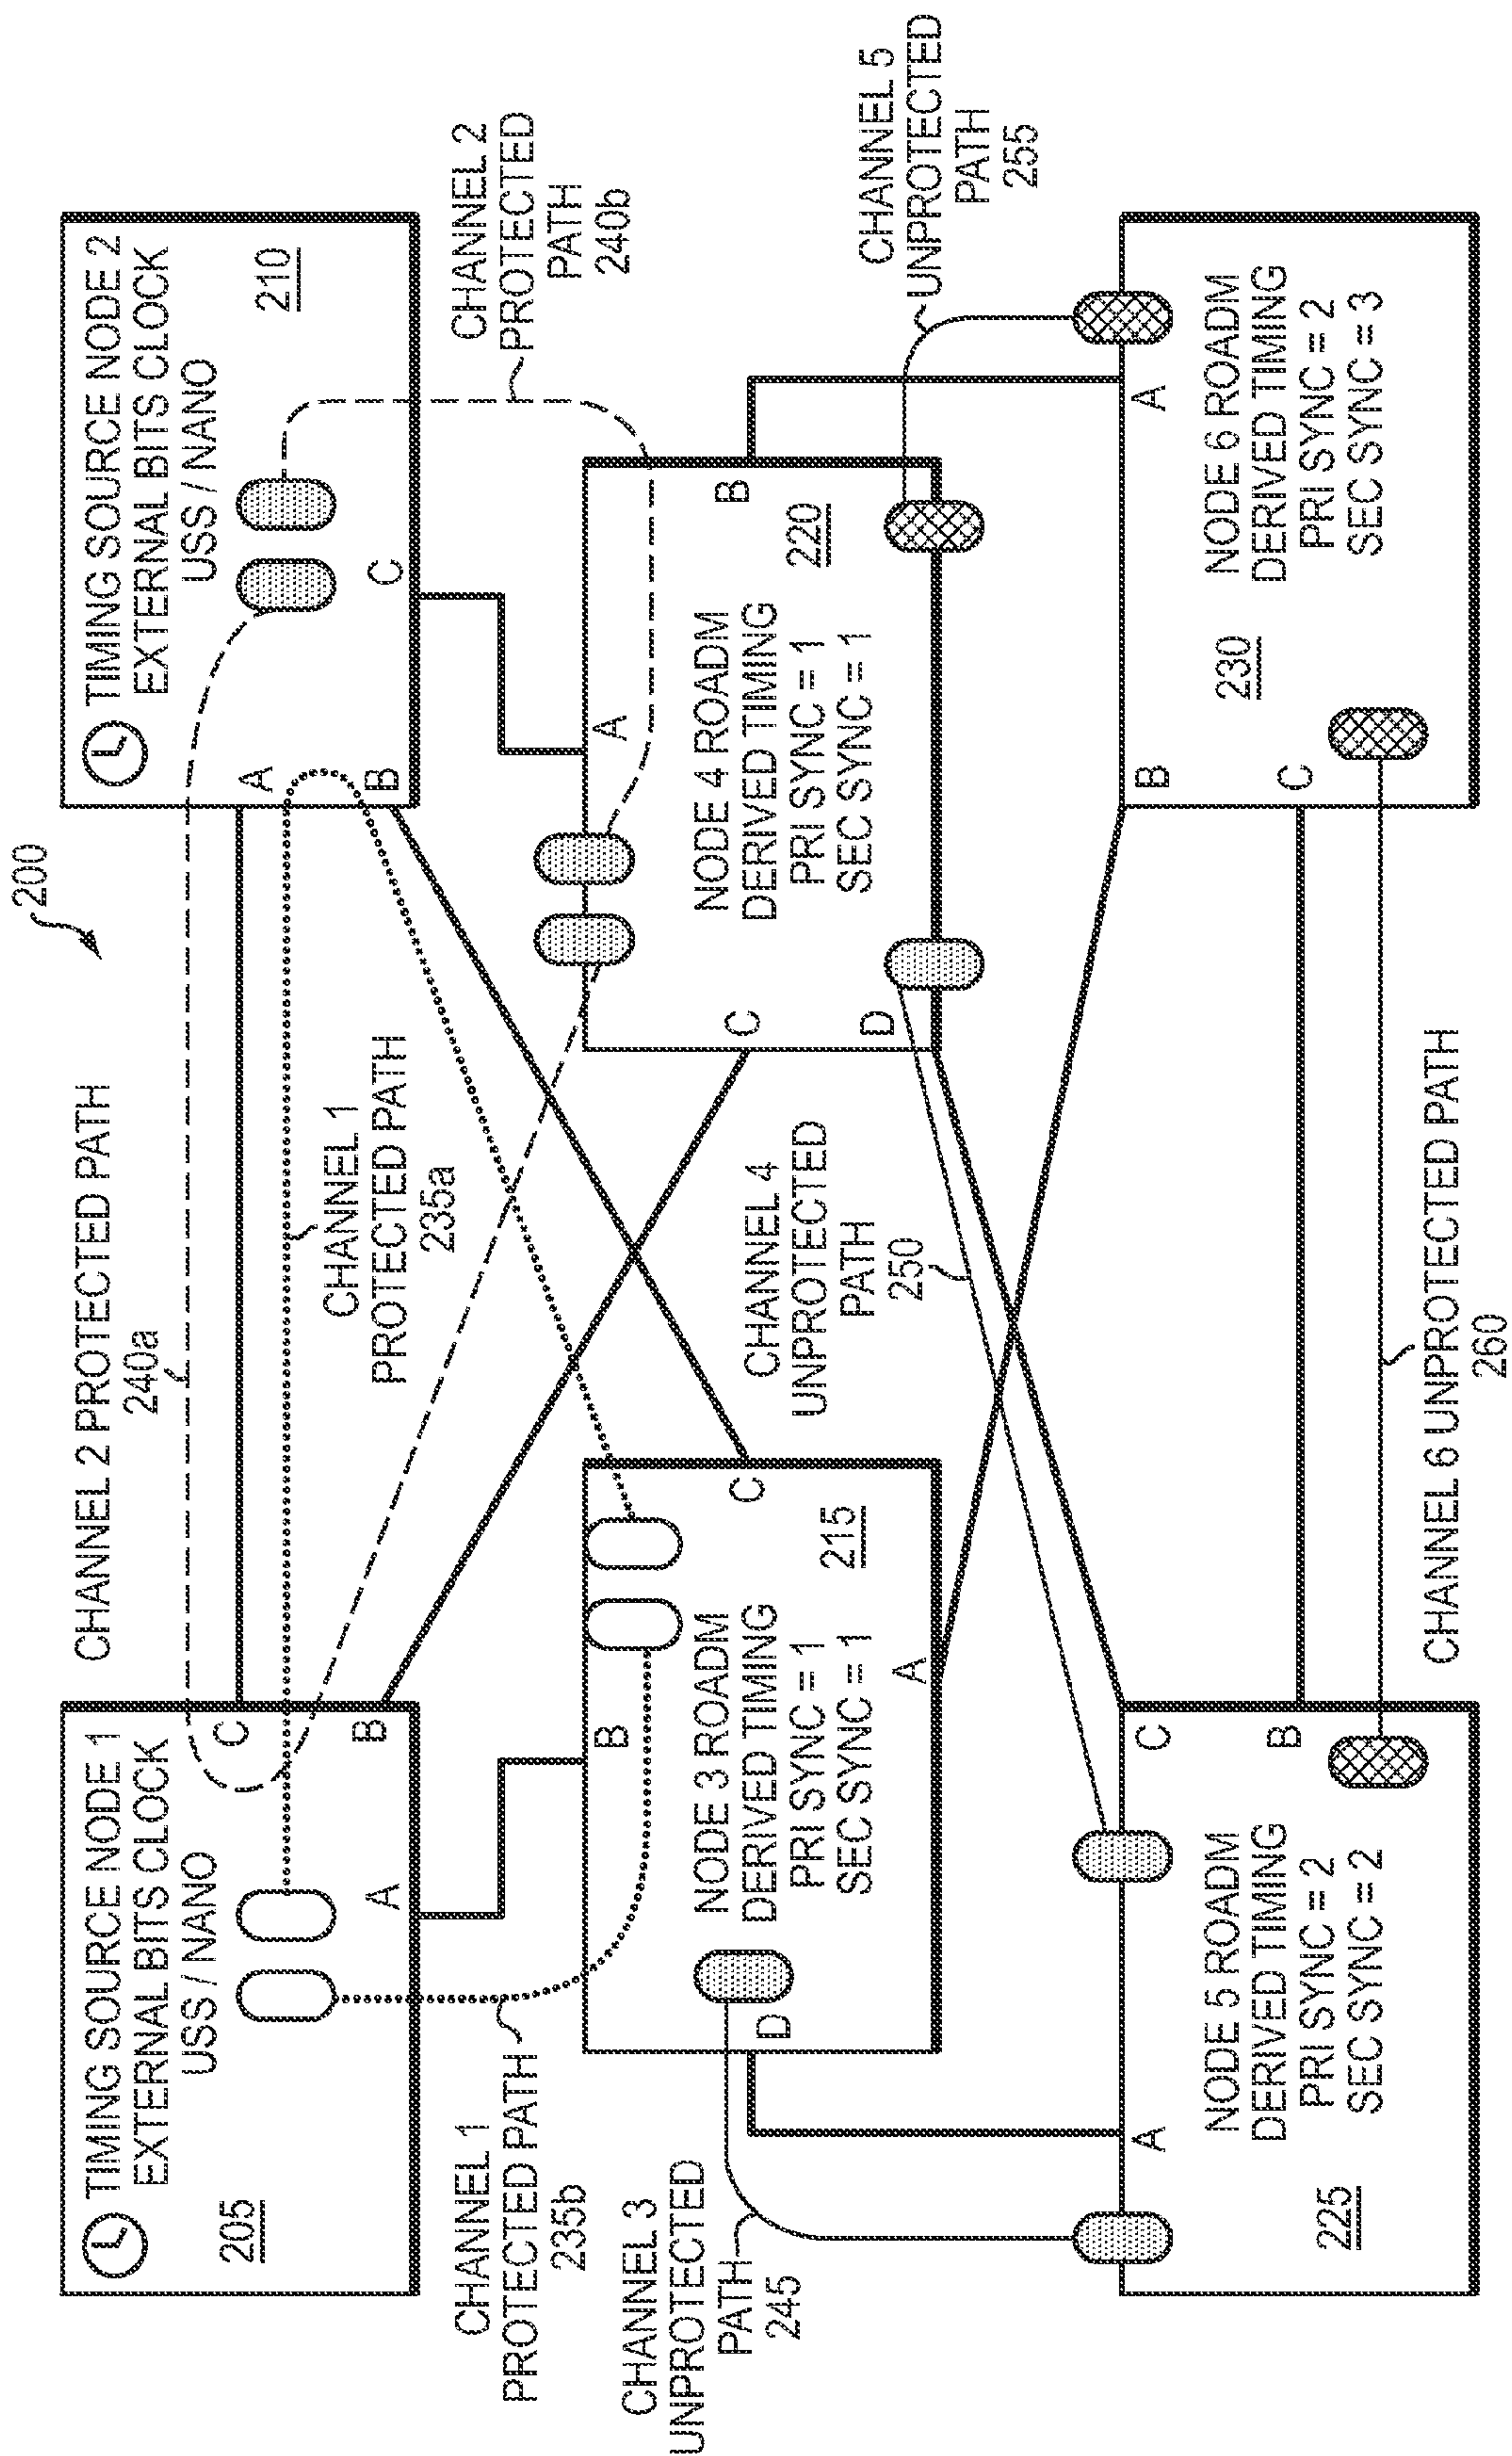 200
TIMING SOURCE NODE 1
EXTERNAL BITS CLOCK
USS / NANO
205
A
B
C
CHANNEL 2 PROTECTED PATH
240a
CHANNEL 1
PROTECTED PATH
235a
TIMING SOURCE NODE 2
EXTERNAL BITS CLOCK
USS / NANO
210
A
B
C
CHANNEL 2
PROTECTED
PATH
240b
CHANNEL 1
PROTECTED PATH
235b
B
NODE 3 ROADM
DERIVED TIMING
PRI SYNC = 1
SEC SYNC = 1
215
D
C
A
CHANNEL 4
UNPROTECTED
PATH
250
A
NODE 4 ROADM
DERIVED TIMING
PRI SYNC = 1
SEC SYNC = 1
220
B
C
D
CHANNEL 5
UNPROTECTED
PATH
255
CHANNEL 3
UNPROTECTED
PATH
245
A
NODE 5 ROADM
DERIVED TIMING
PRI SYNC = 2
SEC SYNC = 2
225
C
B
CHANNEL 6 UNPROTECTED PATH
260
B
C
A
NODE 6 ROADM
DERIVED TIMING
PRI SYNC = 2
SEC SYNC = 3
230